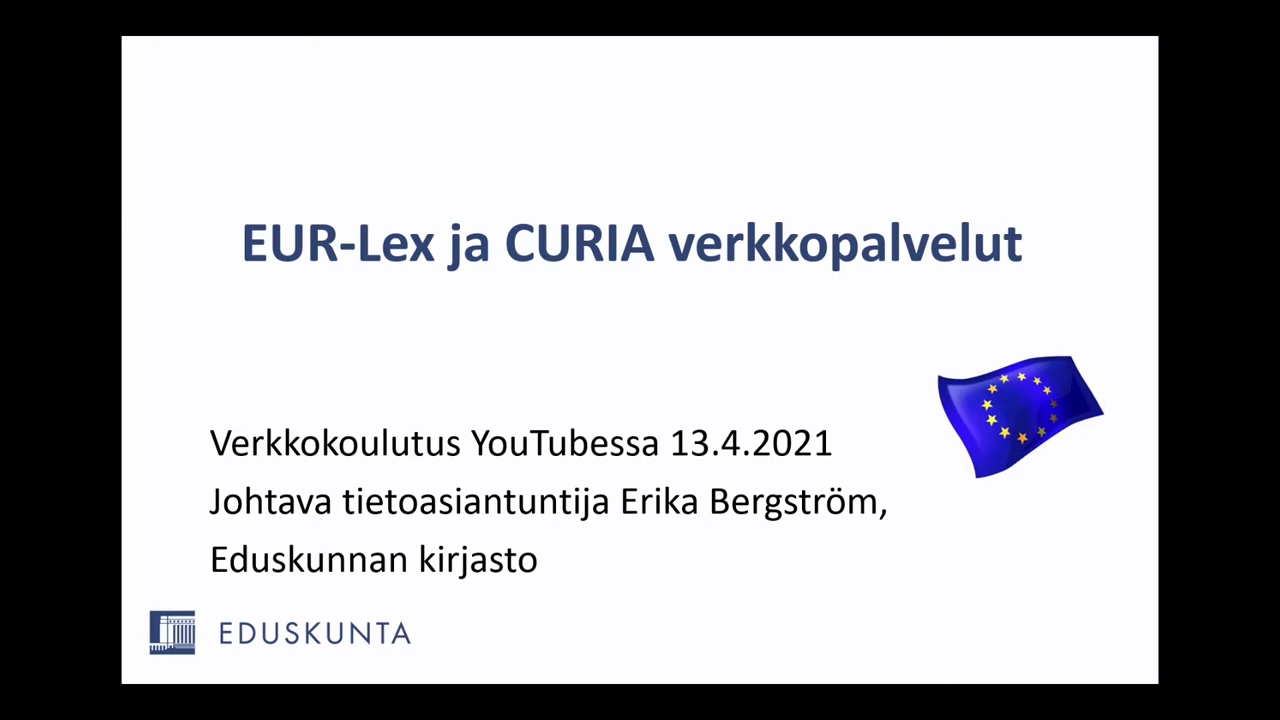 EUR-Lex ja CURIA verkkopalvelut
Verkkokoulutus YouTubessa 13.4.2021
Johtava tietoasiantuntija Erika Bergström,
Eduskunnan kirjasto
EDUSKUNTA